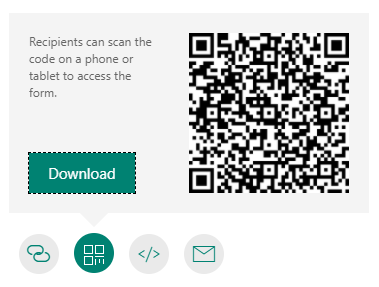 Recipients can scan the
code on a phone or
tablet to access the
form.
Download